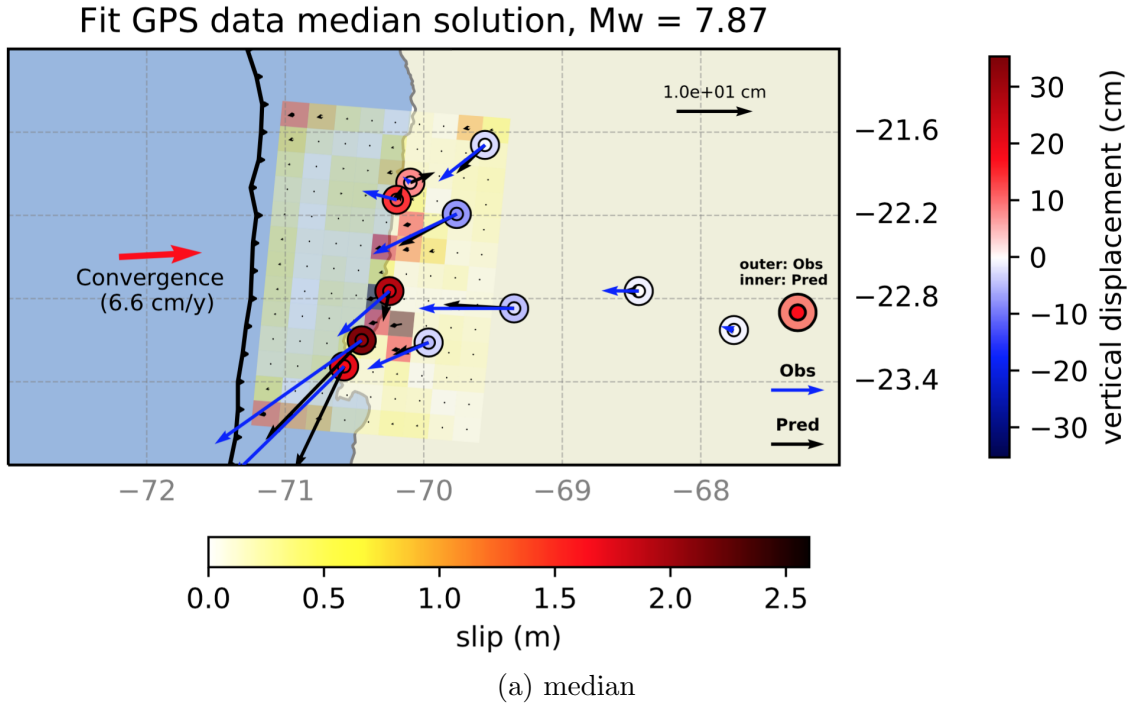 Fit GPS data median solution, Mw = 7.87
1.0e+01 cm
Convergence
(6.6 cm/y)
outer: Obs
inner: Pred
Obs
Pred
−21.6
−22.2
−22.8
−23.4
−72
−71
−70
−69
−68
30
20
10
0
−10
−20
−30
vertical displacement (cm)
0.0
0.5
1.0
1.5
2.0
2.5
slip (m)
(a) median